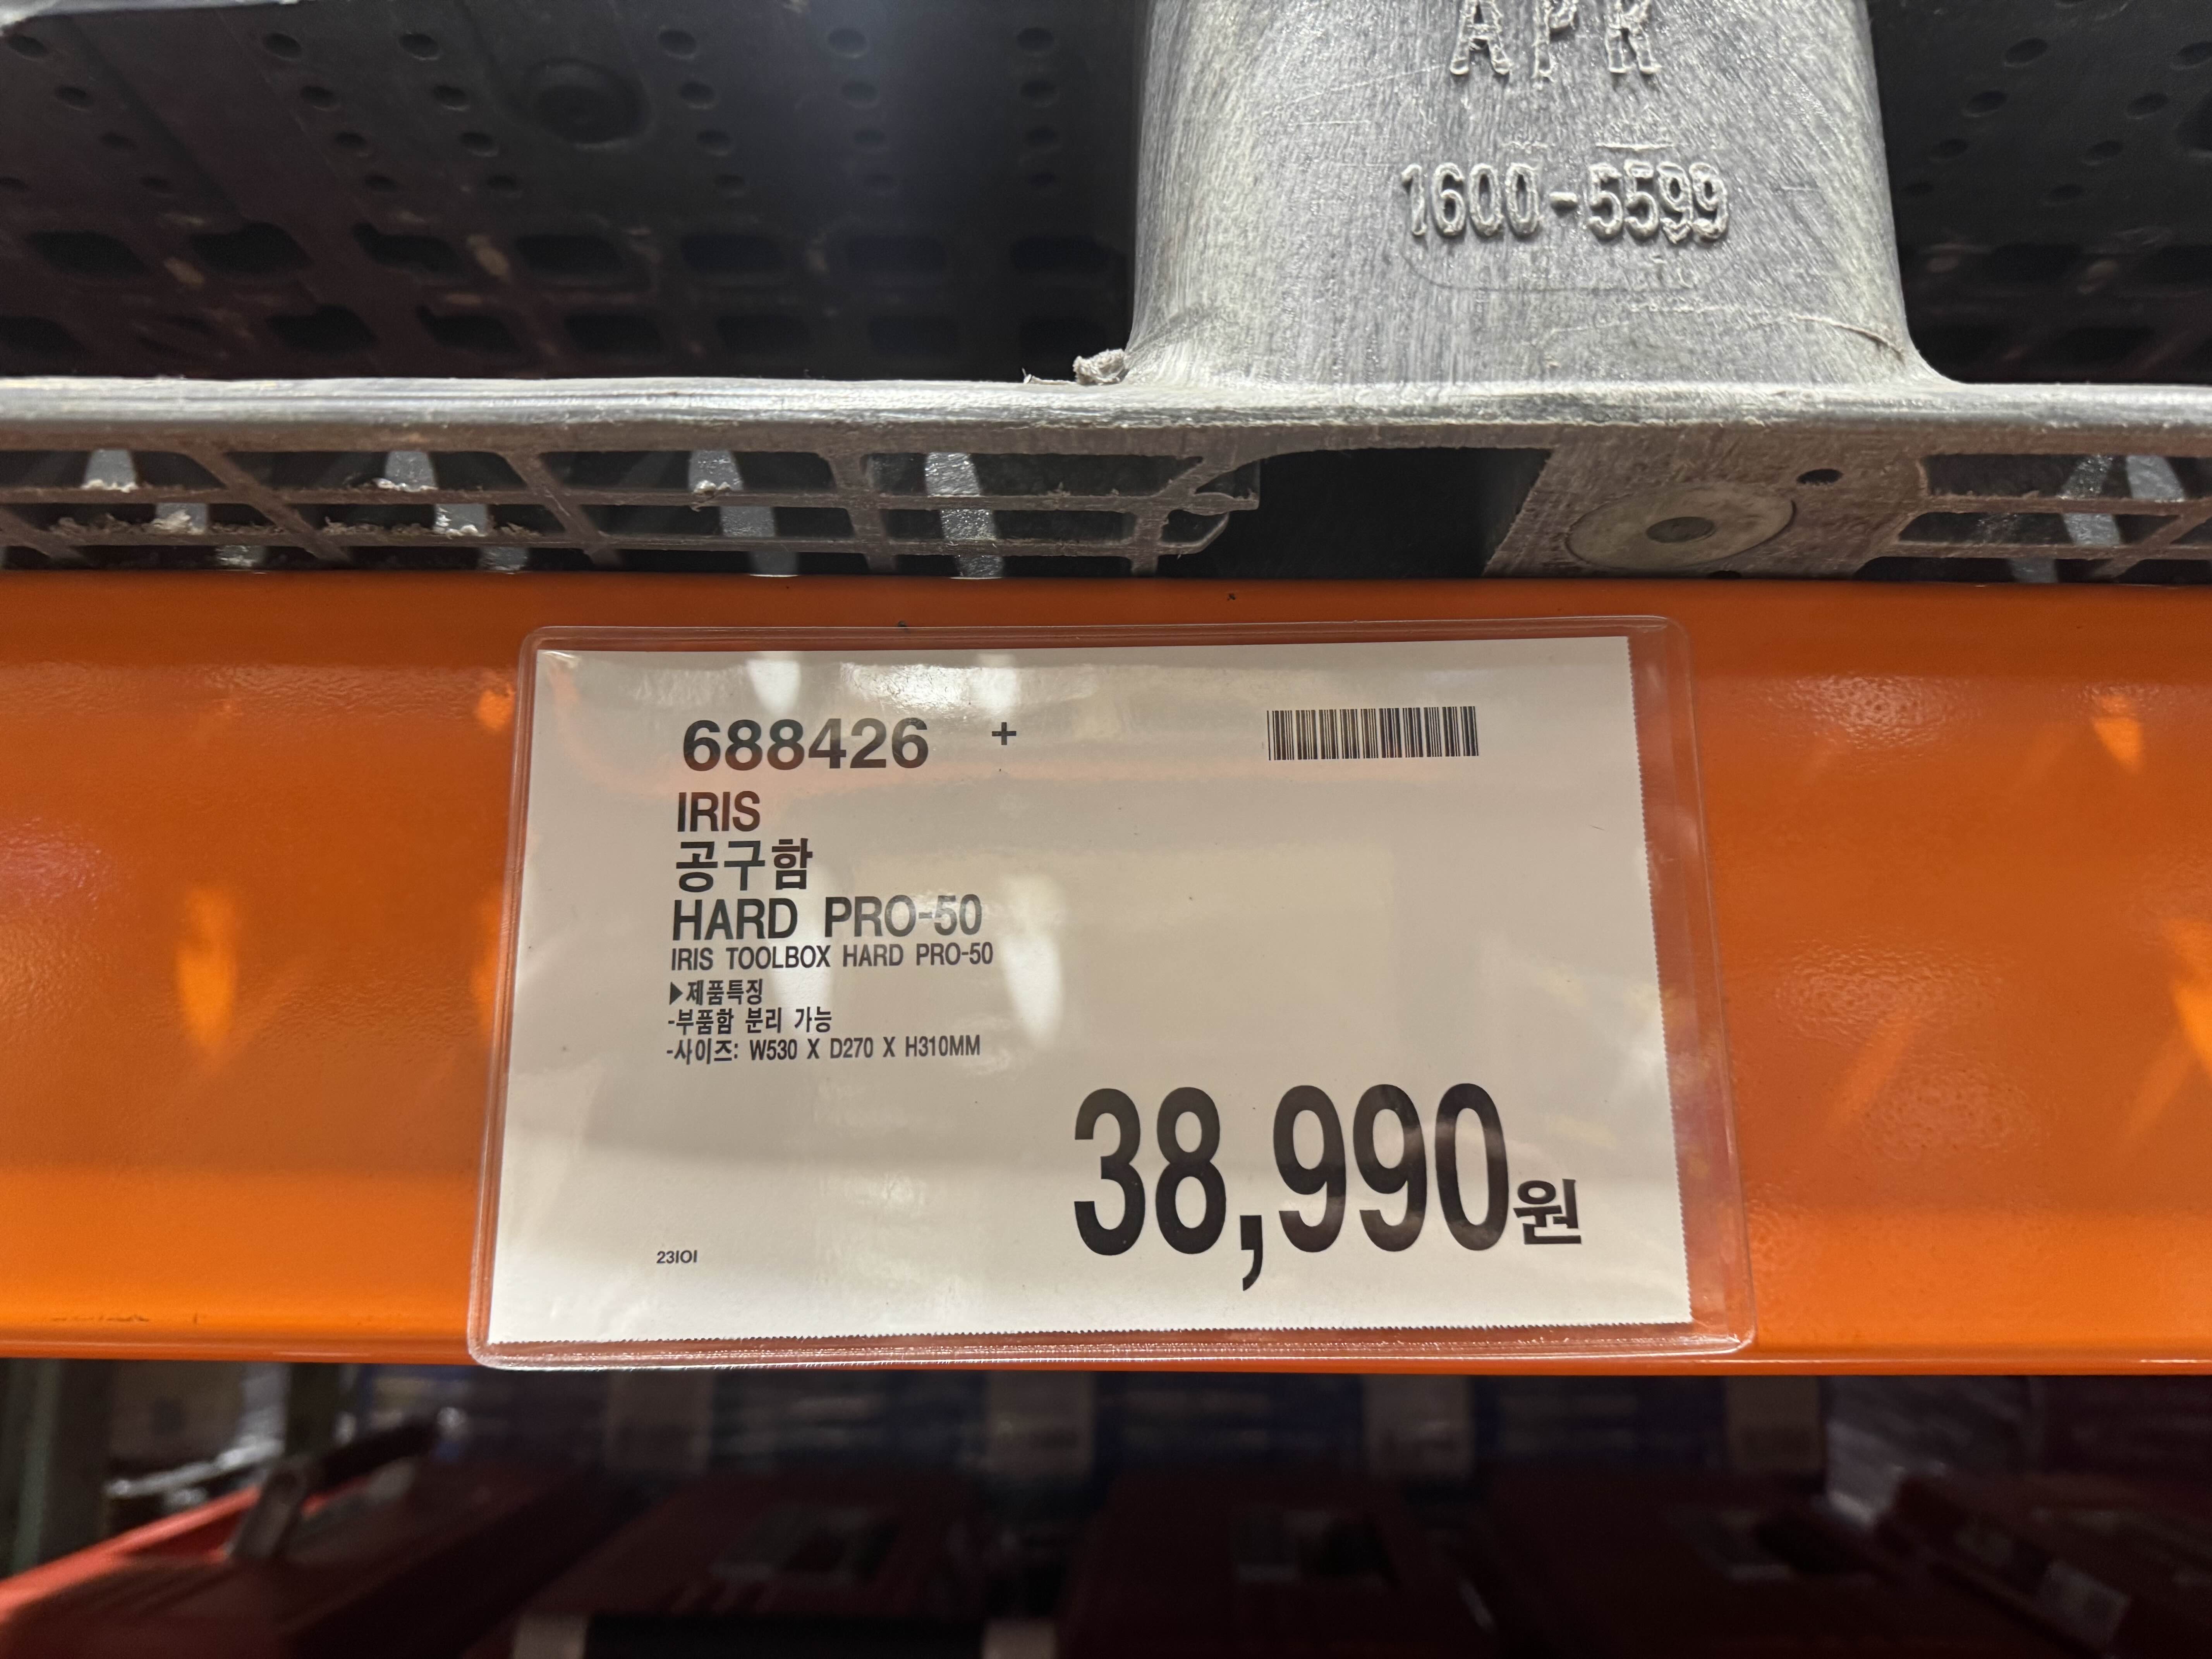 APR
1600-5599
688426 +
IRIS
공구함
HARD PRO-50
IRIS TOOLBOX HARD PRO-50
▶제품특징
-부품함 분리 가능
-사이즈: W530 X D270 X H310MM
38,990원
23IOI